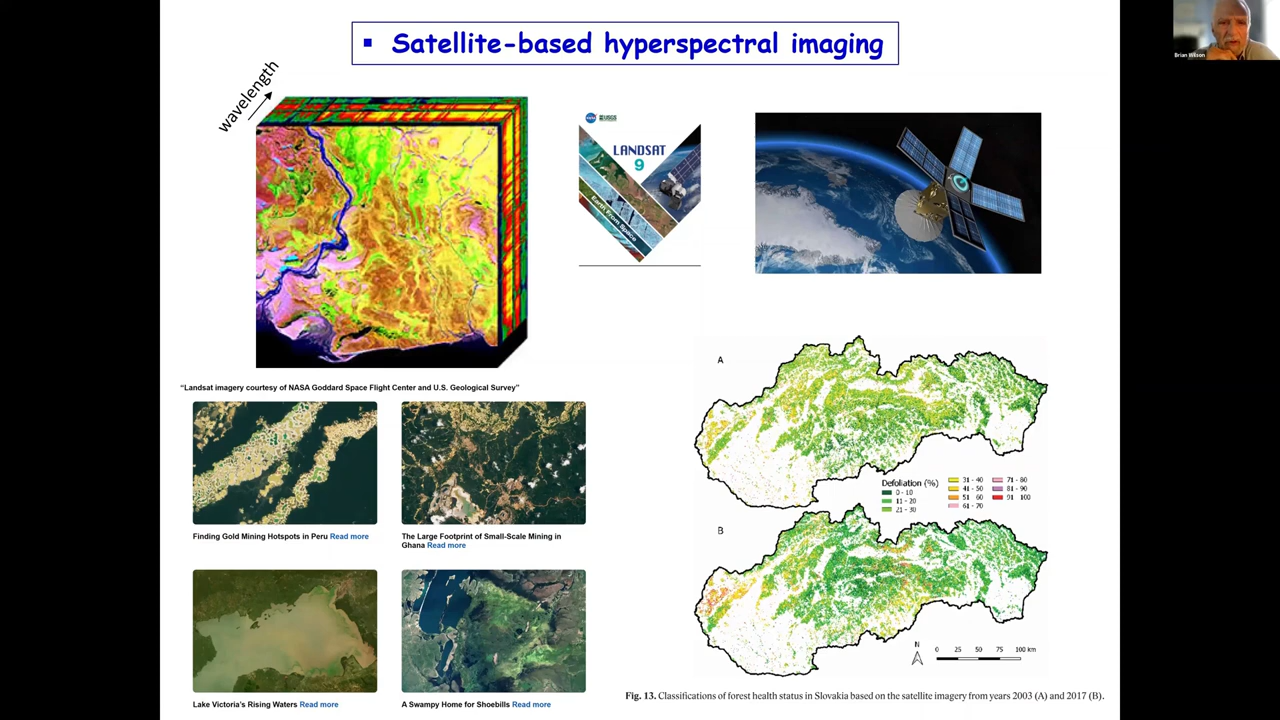 ▪ Satellite-based hyperspectral imaging
Brian Wilson
wavelength
USGS
LANDSAT
9
Earth From Space
"Landsat imagery courtesy of NASA Goddard Space Flight Center and U.S. Geological Survey"
Finding Gold Mining Hotspots in Peru Read more
The Large Footprint of Small-Scale Mining in
Ghana Read more
Lake Victoria's Rising Waters Read more
A Swampy Home for Shoebills Read more
A
Defoliation (%)
0 - 10
11 - 20
21 - 30
31 - 40
41 - 50
51 60
61 - 70
71 - 80
81 - 90
91 - 100
B
N
0 25 50 75 100 km
Fig. 13. Classifications of forest health status in Slovakia based on the satellite imagery from years 2003 (A) and 2017 (B).